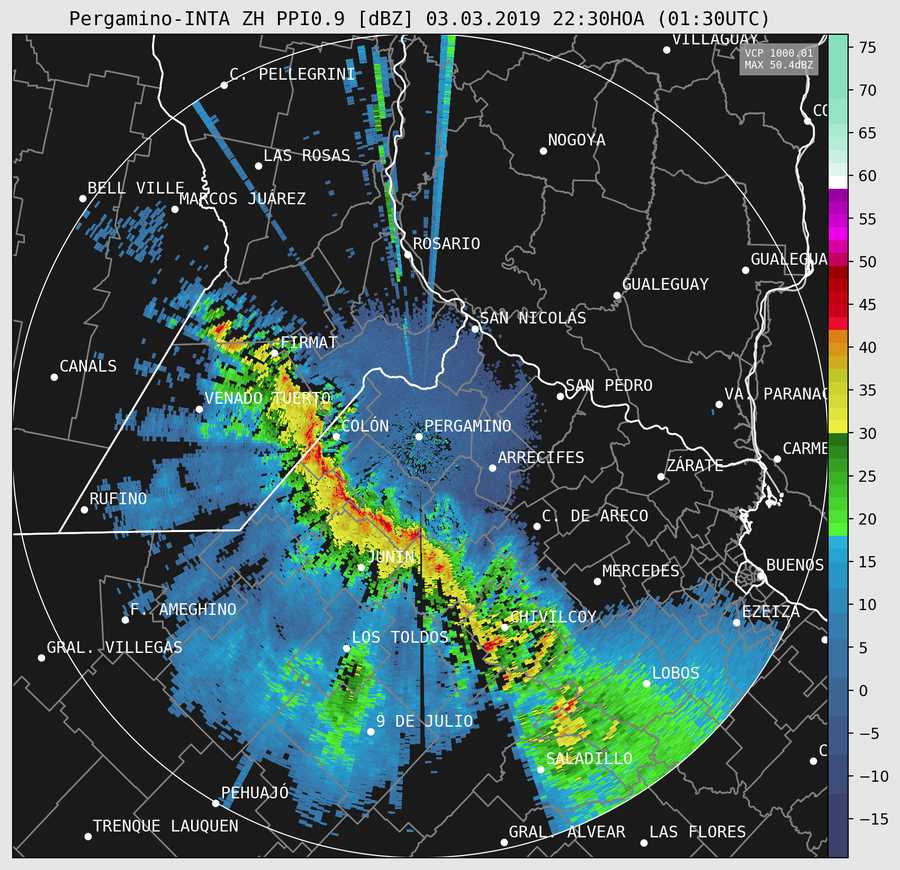 Pergamino-INTA ZH PPI0.9 [dBZ] 03.03.2019 22:30HOA (01:30UTC)
VILLAGUAY
VCP 1000.01
MAX 50.4dBZ
75
C. PELLEGRINI
70
CO
65
NOGOYA
LAS ROSAS
60
BELL VILLE
MARCOS JUÁREZ
55
ROSARIO
50
GUALEGUA
GUALEGUAY
45
SAN NICOLÁS
FIRMAT
40
CANALS
SAN PEDRO
35
VENADO TUERTO
VA. PARANAC
COLÓN
PERGAMINO
30
CARME
ARRECIFES
ZÁRATE
25
RUFINO
C. DE ARECO
20
JUNÍN
MERCEDES
BUENOS
15
F. AMEGHINO
CHIVILCOY
EZEIZA
10
GRAL. VILLEGAS
LOS TOLDOS
5
LOBOS
0
9 DE JULIO
−5
SALADILLO
C
−10
PEHUAJÓ
−15
TRENQUE LAUQUEN
GRAL. ALVEAR
LAS FLORES